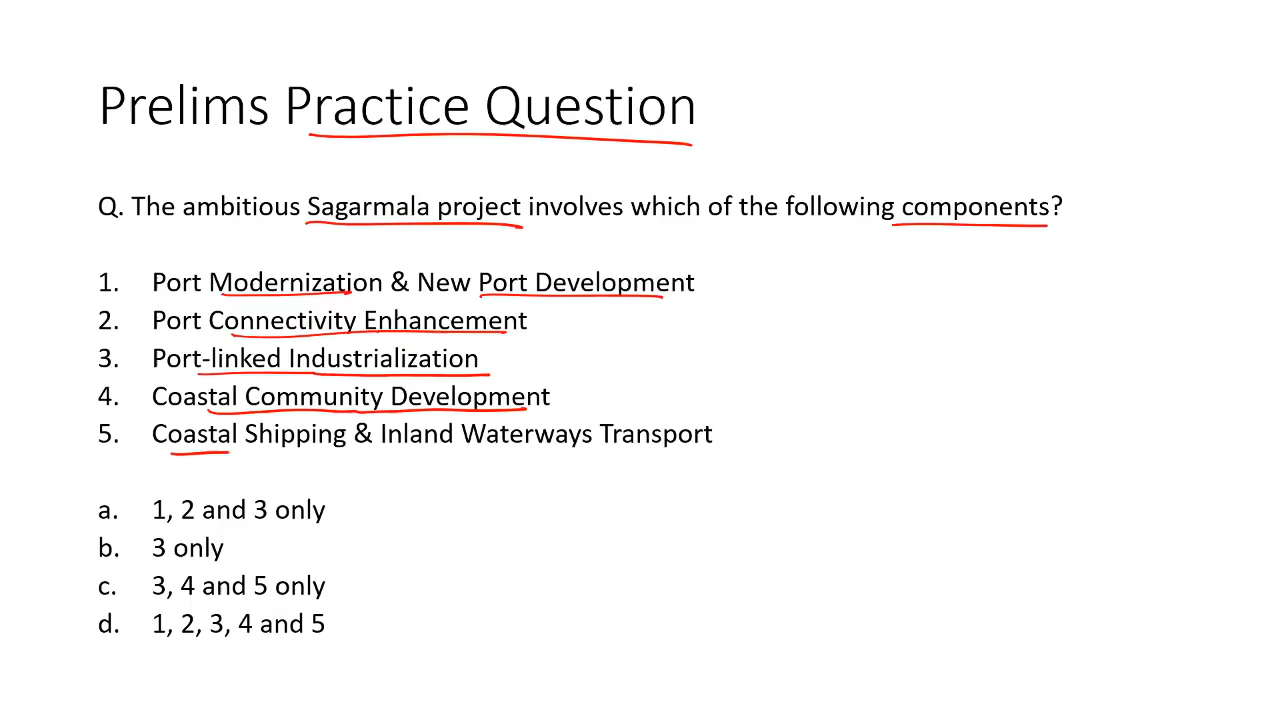 Prelims Practice Question
Q. The ambitious Sagarmala project involves which of the following components?
1. Port Modernization & New Port Development
2. Port Connectivity Enhancement
3. Port-linked Industrialization
4. Coastal Community Development
5. Coastal Shipping & Inland Waterways Transport
a. 1, 2 and 3 only
b. 3 only
c. 3, 4 and 5 only
d. 1, 2, 3, 4 and 5